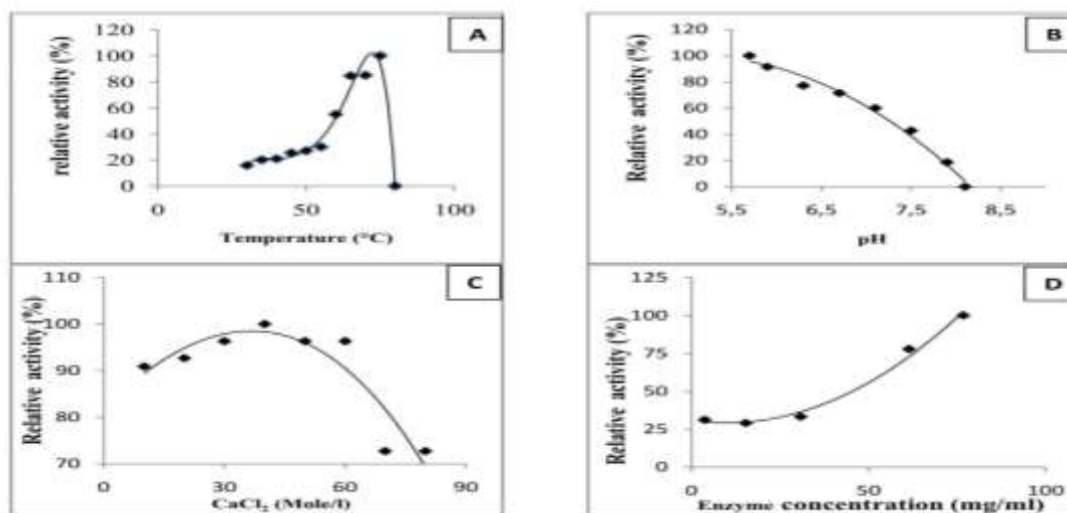 A
relative activity (%)
120
100
80
60
40
20
0
0 50 100
Temperature (°C)
B
Relative activity (%)
120
100
80
60
40
20
0
5,5 6,5 7,5 8,5
pH
C
Relative activity (%)
110
100
90
80
70
0 30 60 90
CaCl₂ (Mole/l)
D
Relative activity (%)
125
100
75
50
25
0
0 50 100
Enzyme concentration (mg/ml)